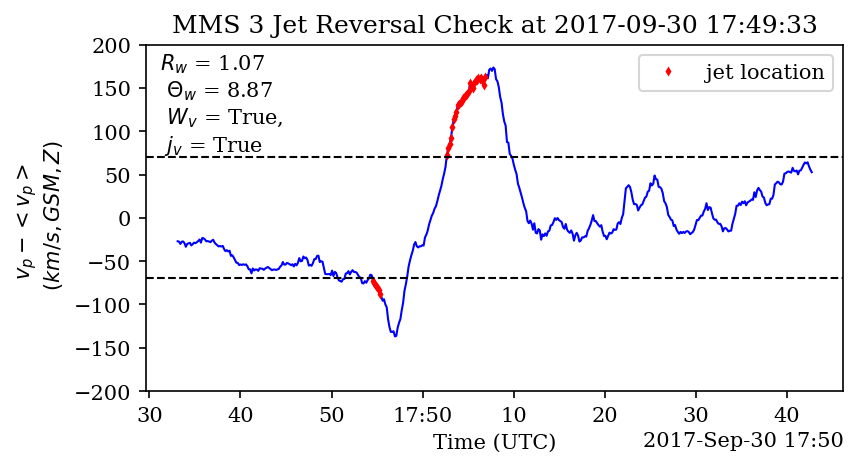 MMS 3 Jet Reversal Check at 2017-09-30 17:49:33
R_w = 1.07
Θ_w = 8.87
W_v = True,
j_v = True
jet location
v_p − < v_p >
(km/s, GSM, Z)
200
150
100
50
0
−50
−100
−150
−200
30 40 50 17:50 10 20 30 40
Time (UTC)
2017-Sep-30 17:50